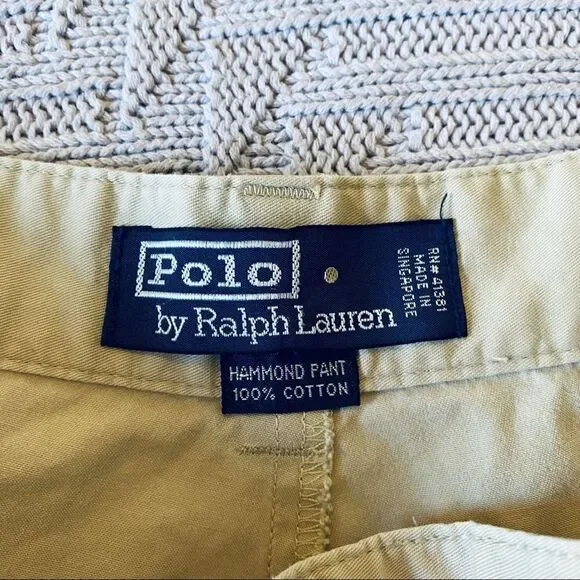 Polo
by Ralph Lauren
RN# 41381
MADE IN
SINGAPORE
HAMMOND PANT
100% COTTON